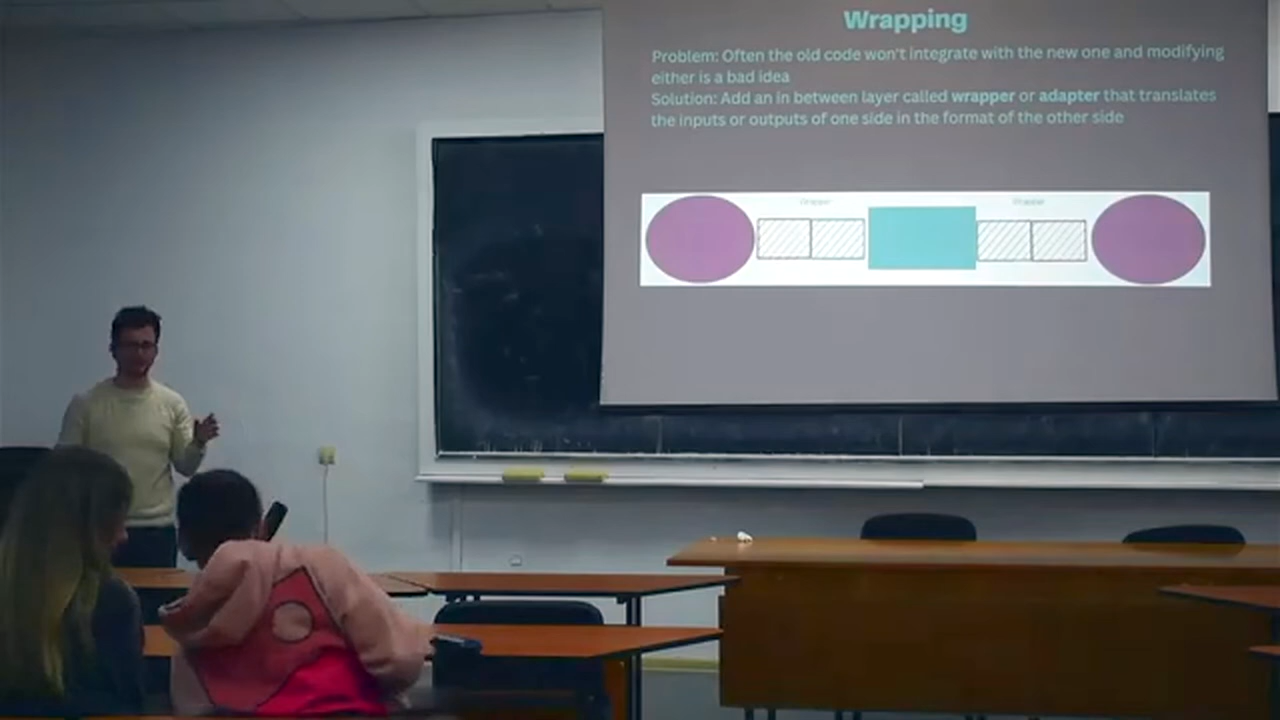 Wrapping
Problem: Often the old code won't integrate with the new one and modifying
either is a bad idea
Solution: Add an in between layer called wrapper or adapter that translates
the inputs or outputs of one side in the format of the other side
Wrapper Wrapper